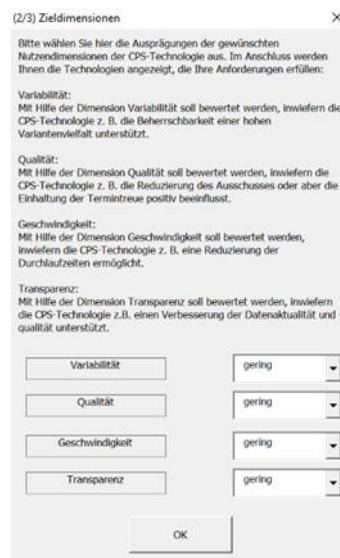 (2/3) Zieldimensionen
Bitte wählen Sie hier die Ausprägungen der gewünschten
Nutzendimensionen der CPS-Technologie aus. Im Anschluss werden
Ihnen die Technologien angezeigt, die Ihre Anforderungen erfüllen:
Variabilität:
Mit Hilfe der Dimension Variabilität soll bewertet werden, inwiefern die
CPS-Technologie z. B. die Beherrschbarkeit einer hohen
Variantenvielfalt unterstützt.
Qualität:
Mit Hilfe der Dimension Qualität soll bewertet werden, inwiefern die
CPS-Technologie z. B. die Reduzierung des Ausschusses oder aber die
Einhaltung der Termintreue positiv beeinflusst.
Geschwindigkeit:
Mit Hilfe der Dimension Geschwindigkeit soll bewertet werden,
inwiefern die CPS-Technologie z. B. eine Reduzierung der
Durchlaufzeiten ermöglicht.
Transparenz:
Mit Hilfe der Dimension Transparenz soll bewertet werden, inwiefern
die CPS-Technologie z.B. einen Verbesserung der Datenaktualität und -
qualität unterstützt.
Variabilität gering
Qualität gering
Geschwindigkeit gering
Transparenz gering
OK